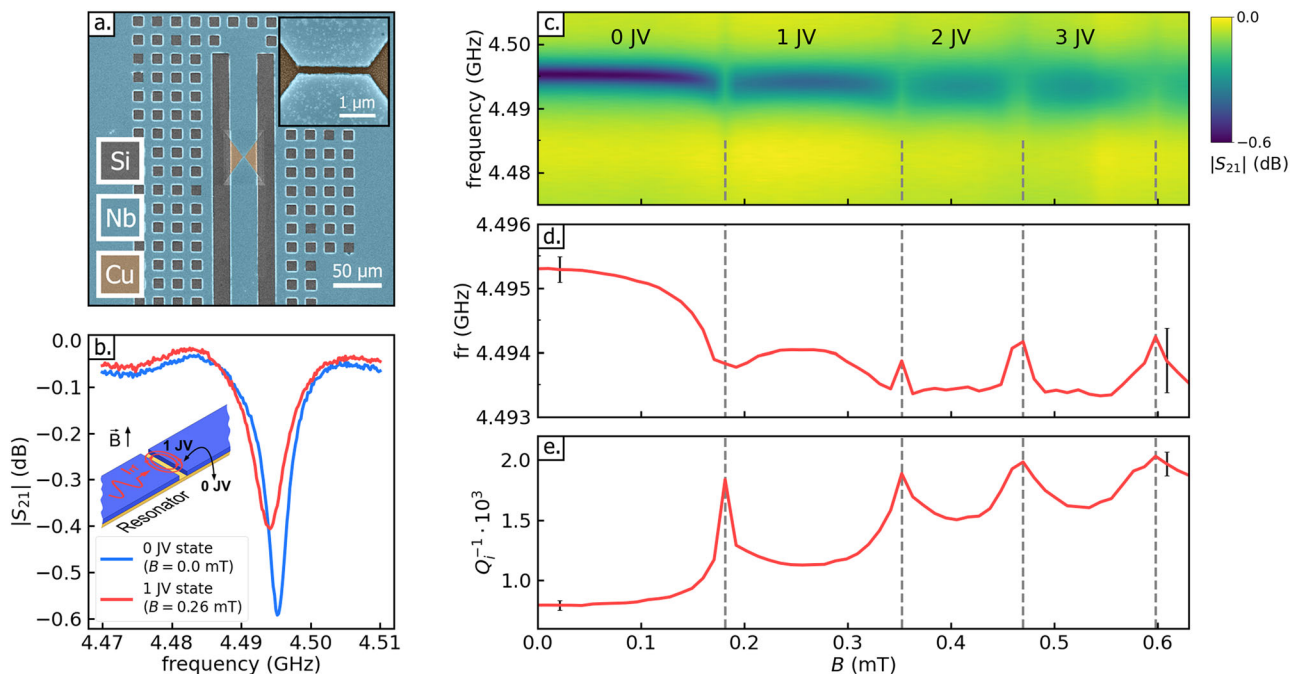 a.
Si
Nb
Cu
1 μm
50 μm
b.
|S21| (dB)
0.0
−0.1
−0.2
−0.3
−0.4
−0.5
−0.6
B
1 JV
0 JV
Resonator
0 JV state
(B = 0.0 mT)
1 JV state
(B = 0.26 mT)
4.47 4.48 4.49 4.50 4.51
frequency (GHz)
c.
0 JV 1 JV 2 JV 3 JV
frequency (GHz)
4.50
4.49
4.48
0.0
−0.6
|S21| (dB)
d.
fr (GHz)
4.496
4.495
4.494
4.493
e.
Qi−1 · 103
2.0
1.5
1.0
0.0 0.1 0.2 0.3 0.4 0.5 0.6
B (mT)